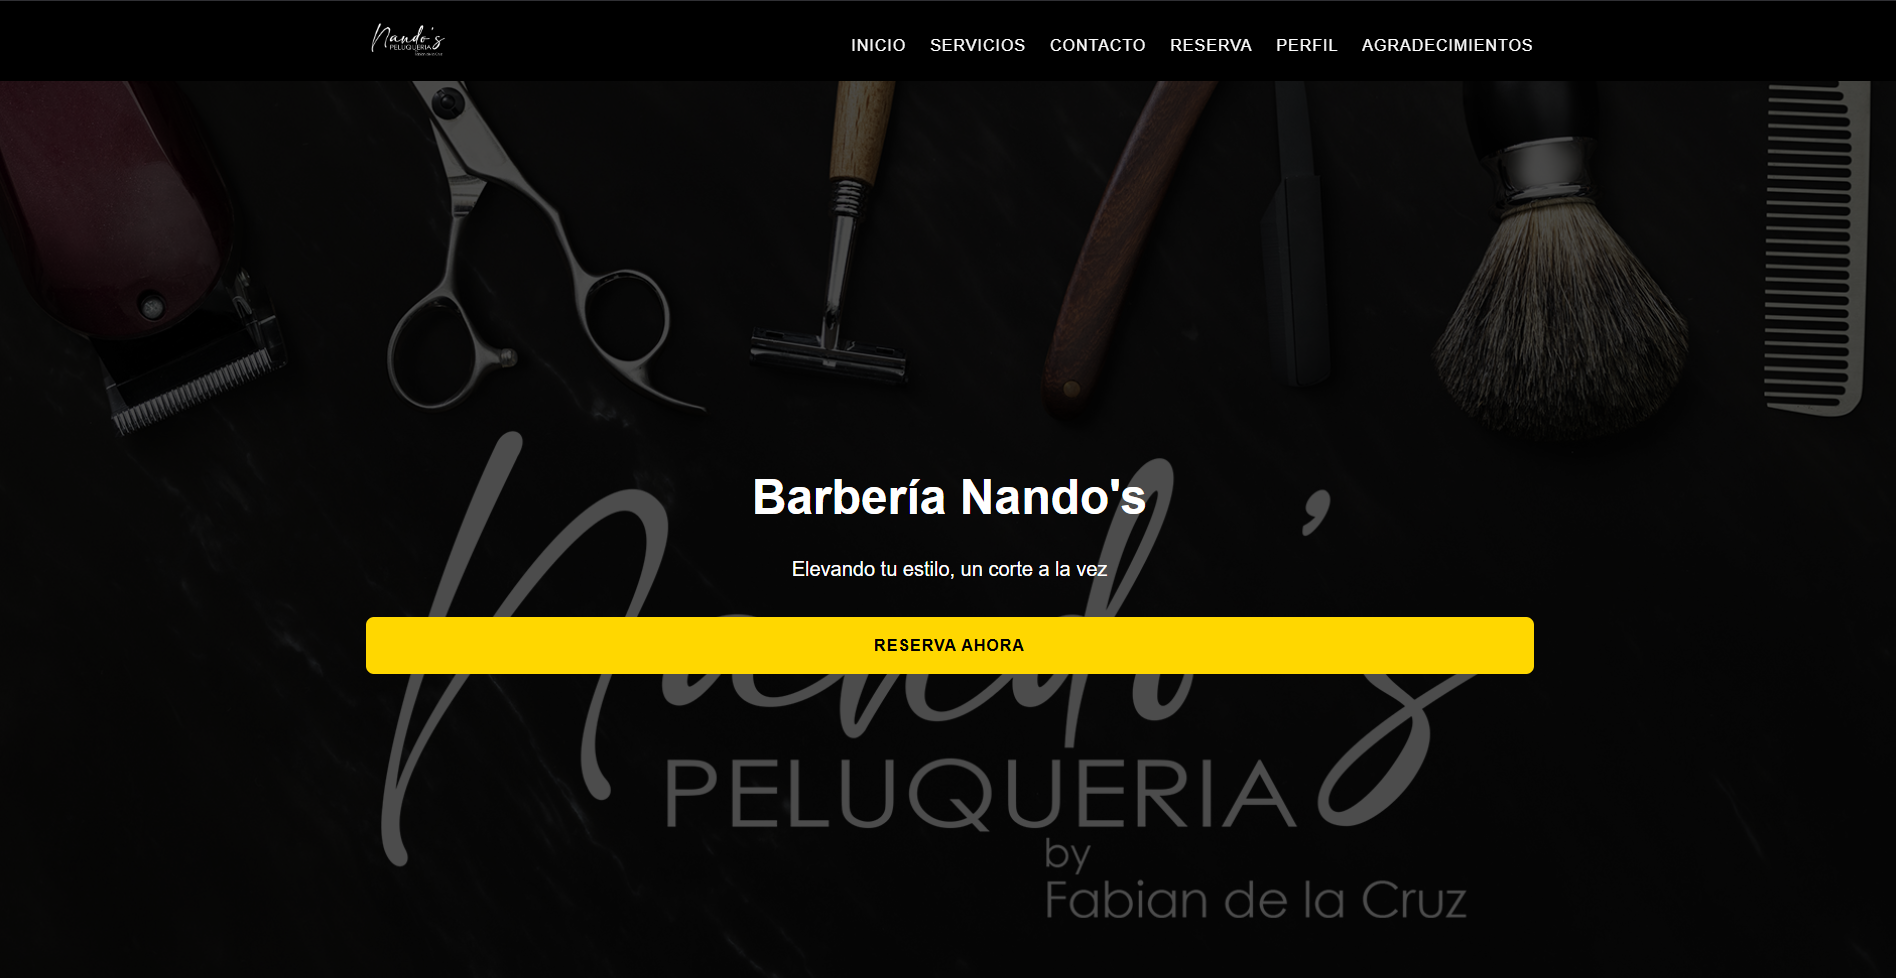 Nando's
PELUQUERIA
INICIO SERVICIOS CONTACTO RESERVA PERFIL AGRADECIMIENTOS
Barbería Nando's
Elevando tu estilo, un corte a la vez
RESERVA AHORA
Nando's
PELUQUERIA
by
Fabian de la Cruz